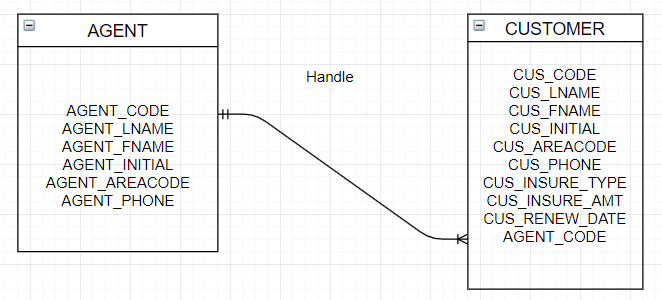 AGENT
AGENT_CODE
AGENT_LNAME
AGENT_FNAME
AGENT_INITIAL
AGENT_AREACODE
AGENT_PHONE
Handle
CUSTOMER
CUS_CODE
CUS_LNAME
CUS_FNAME
CUS_INITIAL
CUS_AREACODE
CUS_PHONE
CUS_INSURE_TYPE
CUS_INSURE_AMT
CUS_RENEW_DATE
AGENT_CODE